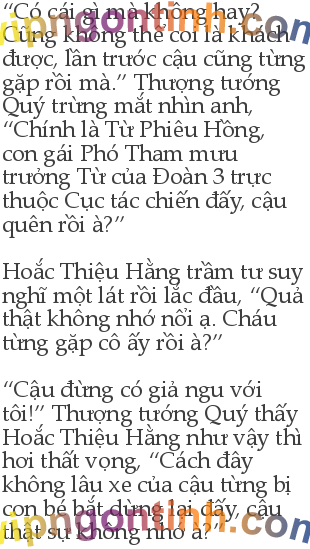 “Có cái gì mà không hay?
Cũng không thể coi là khách
được, lần trước cậu cũng từng
gặp rồi mà.” Thượng tướng
Quý trừng mắt nhìn anh,
“Chính là Từ Phiêu Hồng,
con gái Phó Tham mưu
trưởng Từ của Đoàn 3 trực
thuộc Cục tác chiến đấy, cậu
quên rồi à?”
Hoắc Thiệu Hằng trầm tư suy
nghĩ một lát rồi lắc đầu, “Quả
thật không nhớ nổi ạ. Cháu
từng gặp cô ấy rồi à?”
“Cậu đừng có giả ngu với
tôi!” Thượng tướng Quý thấy
Hoắc Thiệu Hằng như vậy thì
hơi thất vọng, “Cách đây
không lâu xe của cậu từng bị
con bé bắt dừng lại đấy, cậu
thật sự không nhớ à?”
vipngontinh.com
vipngontinh.com